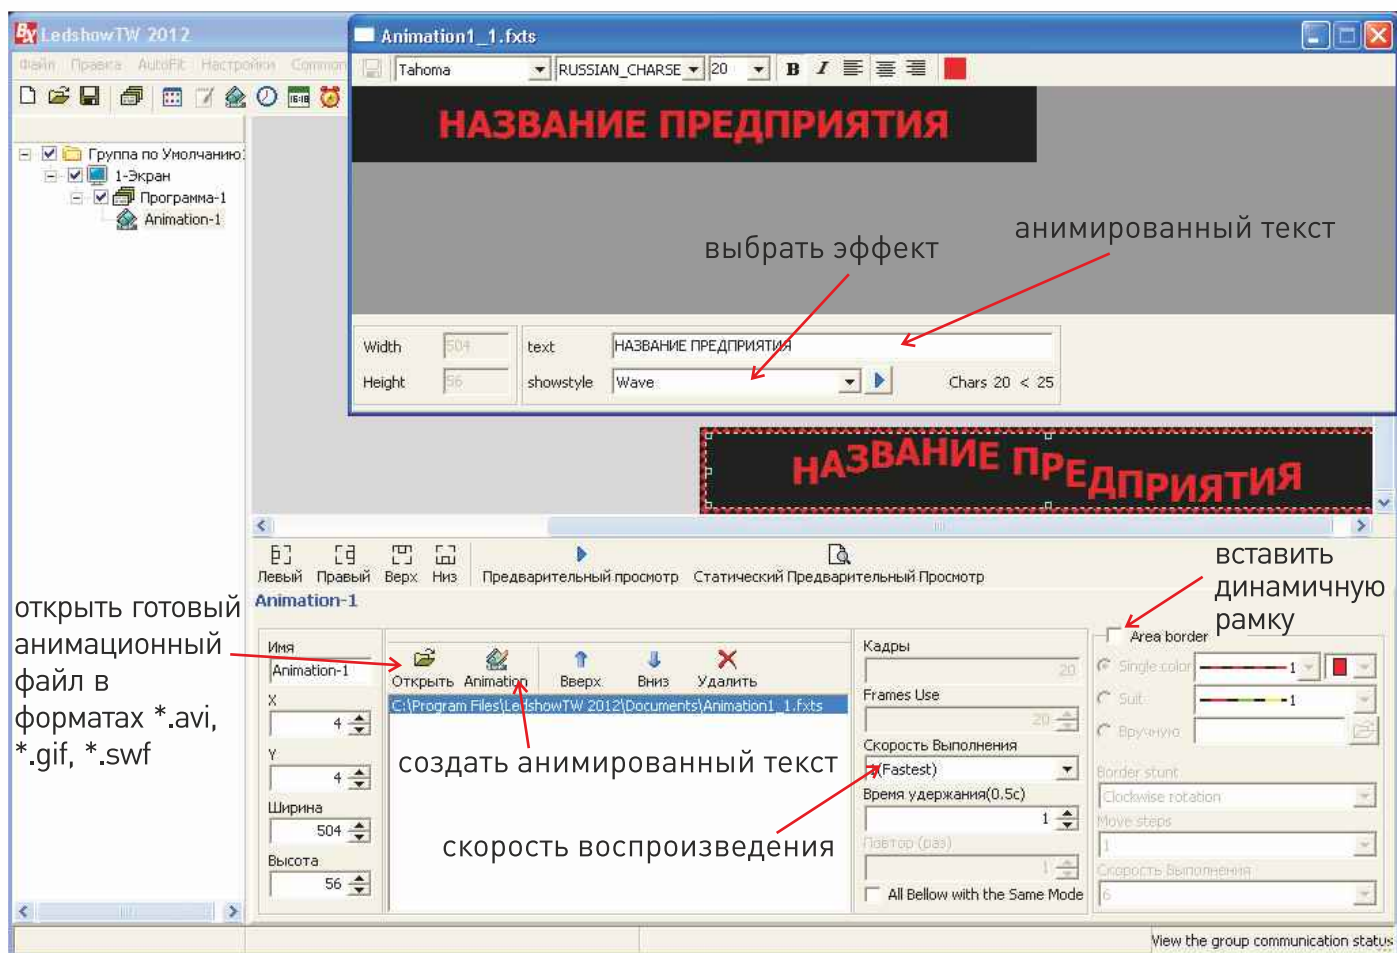 LedshowTW 2012
Файл Правка AutoFit Настройки Common
Группа по Умолчанию
1-Экран
Программа-1
Animation-1
Animation1_1.fxts
Tahoma RUSSIAN_CHARSE 20 B I
НАЗВАНИЕ ПРЕДПРИЯТИЯ
выбрать эффект
анимированный текст
Width 504 text НАЗВАНИЕ ПРЕДПРИЯТИЯ
Height 56 showstyle Wave Chars 20 < 25
НАЗВАНИЕ ПРЕДПРИЯТИЯ
Левый Правый Верх Низ Предварительный просмотр Статический Предварительный Просмотр
вставить
динамичную
рамку
открыть готовый
анимационный
файл в
форматах *.avi,
*.gif, *.swf
Animation-1
Имя
Animation-1
X
4
Y
4
Ширина
504
Высота
56
Открыть Animation Вверх Вниз Удалить
C:\Program Files\LedshowTW 2012\Documents\Animation1_1.fxts
создать анимированный текст
скорость воспроизведения
Кадры
20
Frames Use
20
Скорость Выполнения
(Fastest)
Время удержания(0.5с)
1
Повтор (раз)
1
All Bellow with the Same Mode
Area border
Single color 1
Suit 1
Вручную
Border stunt
Clockwise rotation
Move steps
1
Скорость Выполнения
6
View the group communication status